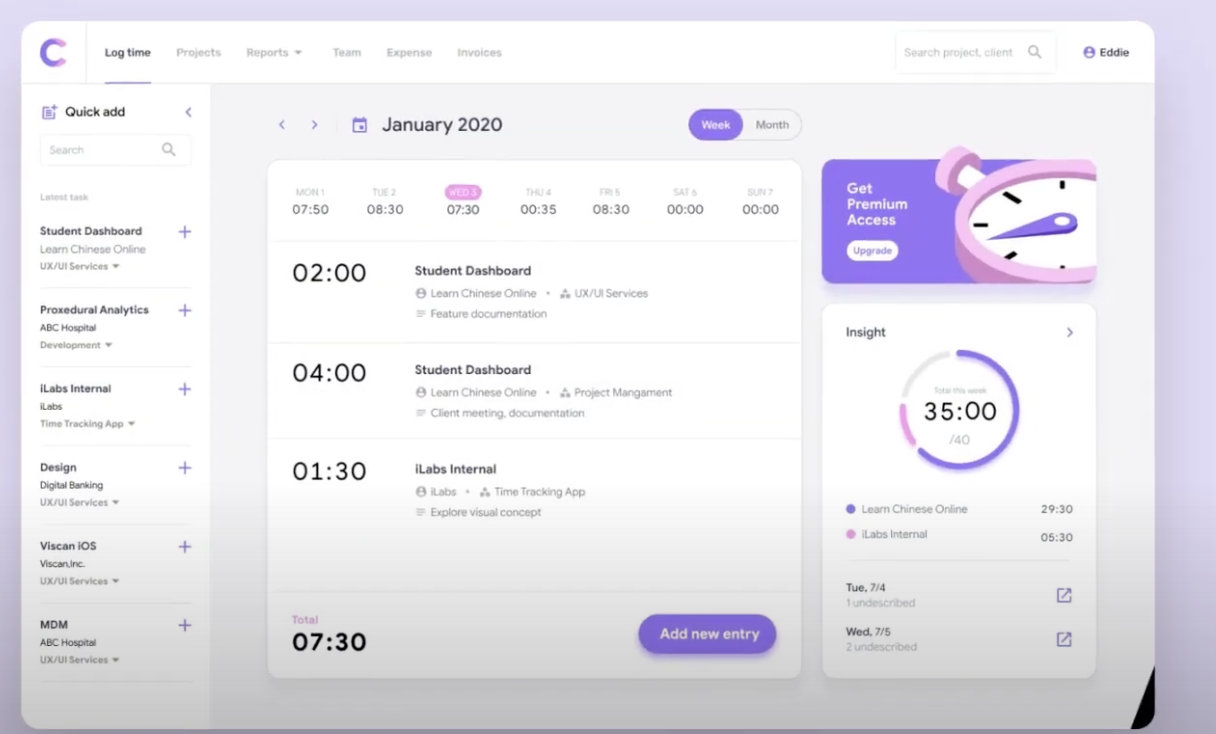 Log time
Projects
Reports
Team
Expense
Invoices
Search project, client
Eddie
Quick add
Search
Latest task
Student Dashboard
Learn Chinese Online
UX/UI Services
Proxedural Analytics
ABC Hospital
Development
iLabs Internal
iLabs
Time Tracking App
Design
Digital Banking
UX/UI Services
Viscan iOS
Viscan,Inc.
UX/UI Services
MDM
ABC Hospital
UX/UI Services
January 2020
Week
Month
MON 1
07:50
TUE 2
08:30
WED 3
07:30
THU 4
00:35
FRI 5
08:30
SAT 6
00:00
SUN 7
00:00
02:00
Student Dashboard
Learn Chinese Online • UX/UI Services
Feature documentation
04:00
Student Dashboard
Learn Chinese Online • Project Mangament
Client meeting, documentation
01:30
iLabs Internal
iLabs • Time Tracking App
Explore visual concept
Total
07:30
Add new entry
Get
Premium
Access
Upgrade
Insight
Total this week
35:00
/40
Learn Chinese Online 29:30
iLabs Internal 05:30
Tue, 7/4
1 undescribed
Wed, 7/5
2 undescribed